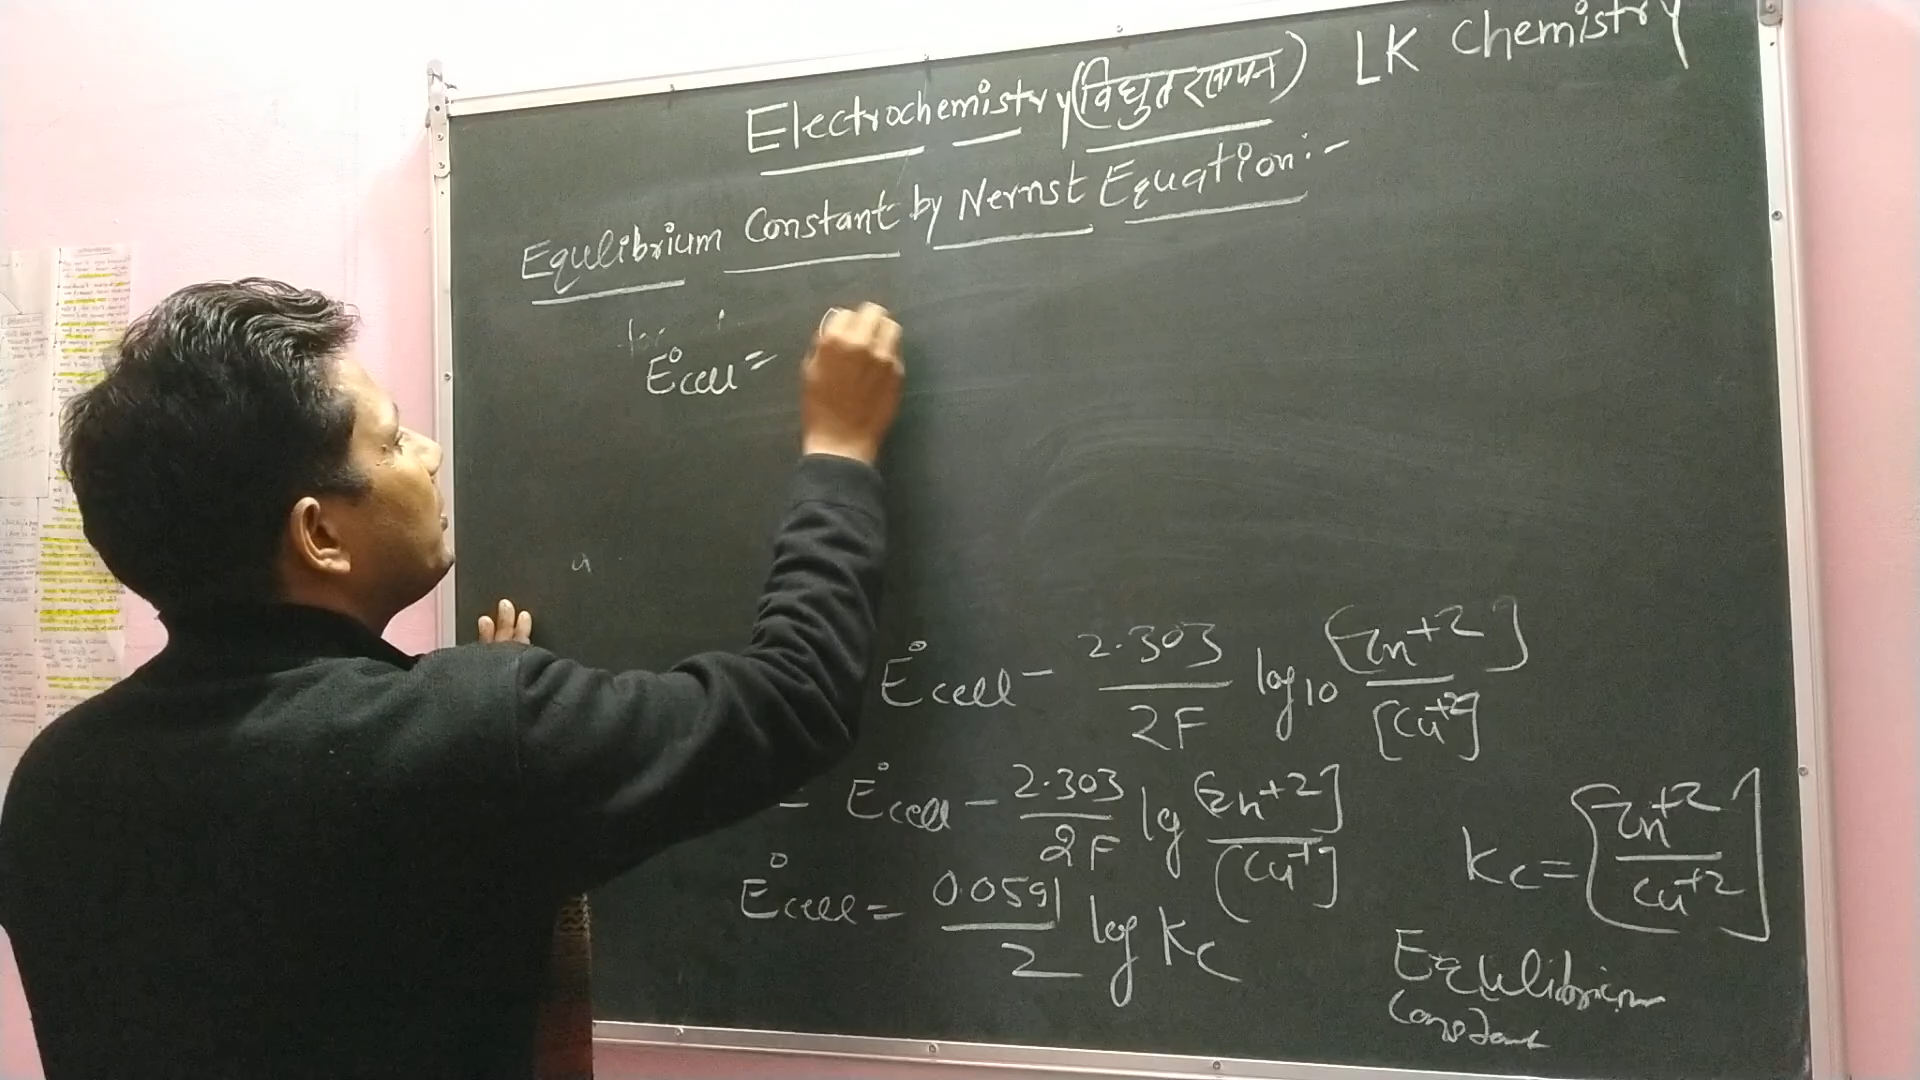 Electrochemistry (विधुत रसायन) LK Chemistry
Equlibrium Constant by Nernst Equation:-
E°cell =
E°cell - 2.303/2F log10 [Zn+2]/[Cu+2]
= E°cell - 2.303/2F log [Zn+2]/[Cu+]
E°cell = 0.0591/2 log Kc
Kc = [Zn+2/Cu+2]
Equlibrium
Constant